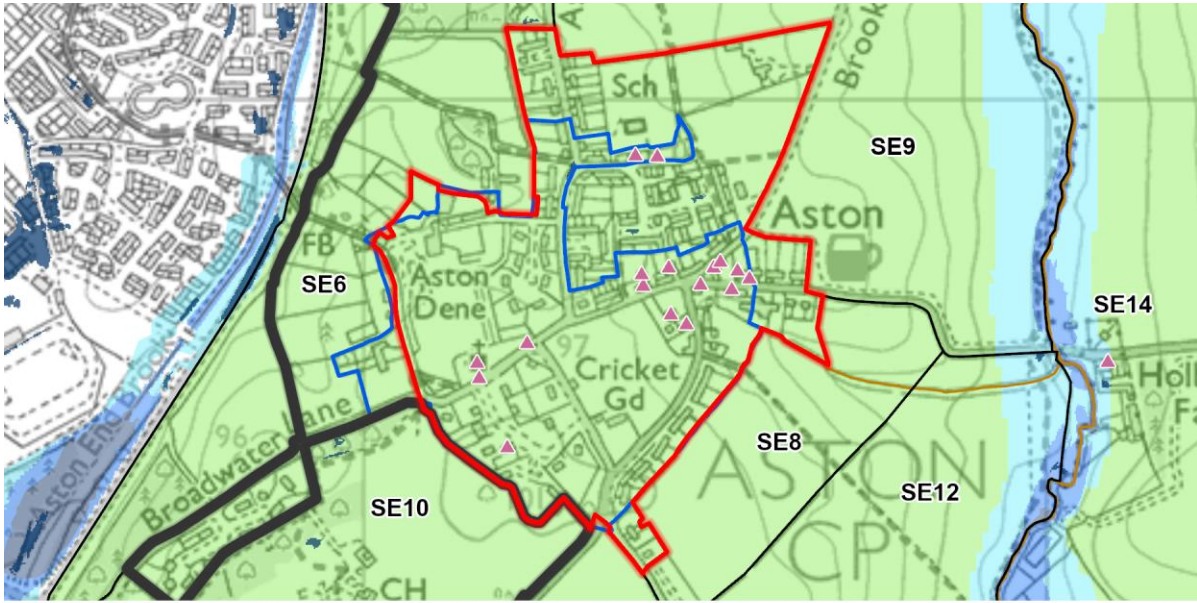 Sch
Brook
SE9
Aston
FB
SE6
Aston
Dene
SE14
97
Cricket
Gd
Holl
F
Aston End Brook
Broadwater Lane
96
SE8
ASTON
SE12
SE10
CP
CH